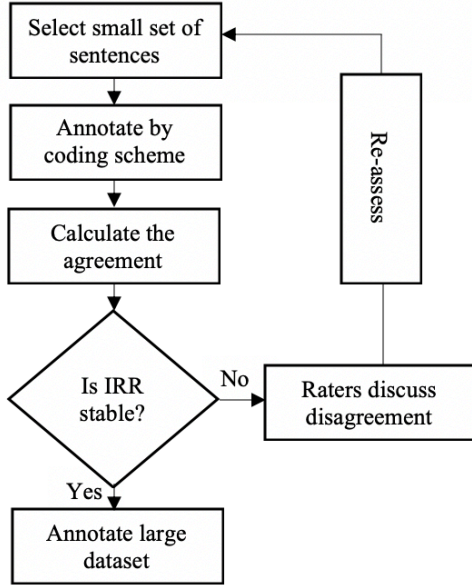 Select small set of
sentences
Annotate by
coding scheme
Re-assess
Calculate the
agreement
Is IRR
stable?
No
Raters discuss
disagreement
Yes
Annotate large
dataset